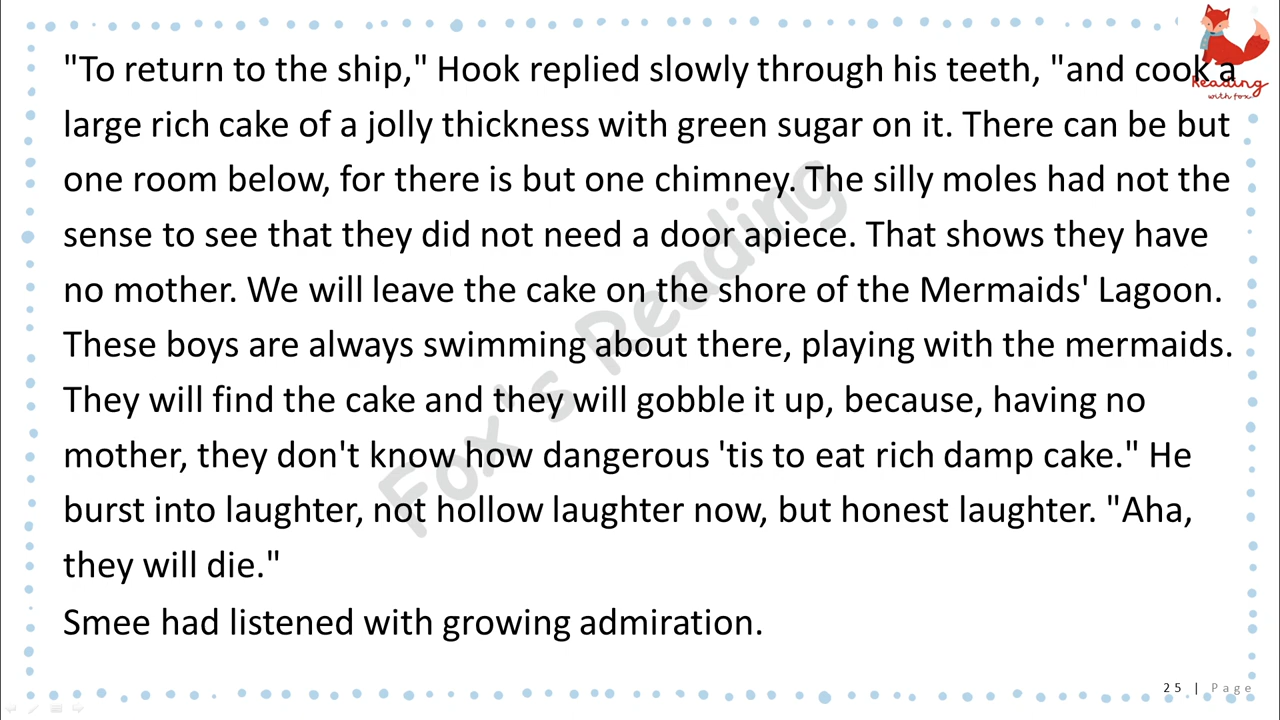 "To return to the ship," Hook replied slowly through his teeth, "and cook a
large rich cake of a jolly thickness with green sugar on it. There can be but
one room below, for there is but one chimney. The silly moles had not the
sense to see that they did not need a door apiece. That shows they have
no mother. We will leave the cake on the shore of the Mermaids' Lagoon.
These boys are always swimming about there, playing with the mermaids.
They will find the cake and they will gobble it up, because, having no
mother, they don't know how dangerous 'tis to eat rich damp cake." He
burst into laughter, not hollow laughter now, but honest laughter. "Aha,
they will die."
Smee had listened with growing admiration.
Fox's Reading
Reading
with fox
25 | Page